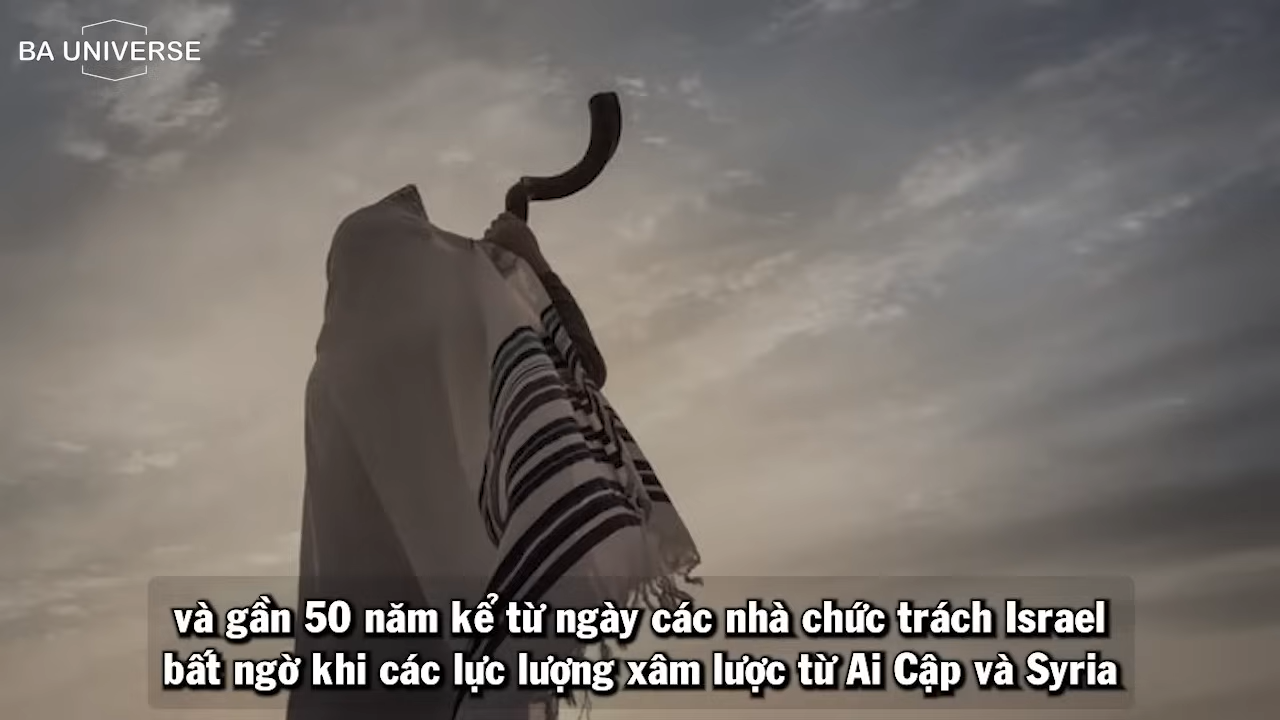 BA UNIVERSE
và gần 50 năm kể từ ngày các nhà chức trách Israel
bất ngờ khi các lực lượng xâm lược từ Ai Cập và Syria